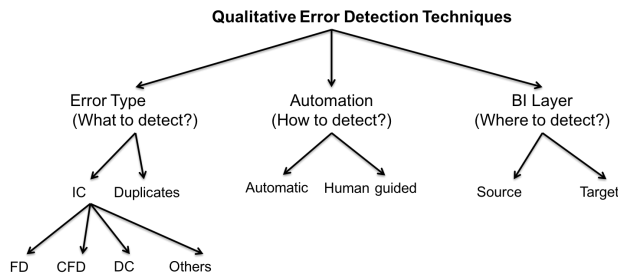 Qualitative Error Detection Techniques
Error Type
(What to detect?)
Automation
(How to detect?)
BI Layer
(Where to detect?)
IC
Duplicates
Automatic
Human guided
Source
Target
FD
CFD
DC
Others